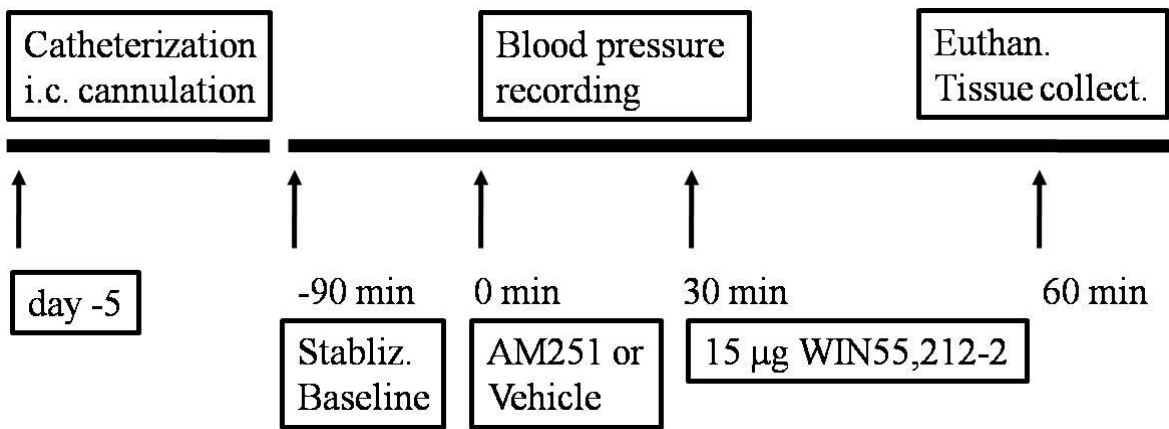 Catheterization
i.c. cannulation
Blood pressure
recording
Euthan.
Tissue collect.
day -5
-90 min
0 min
30 min
60 min
Stabliz.
Baseline
AM251 or
Vehicle
15 µg WIN55,212-2